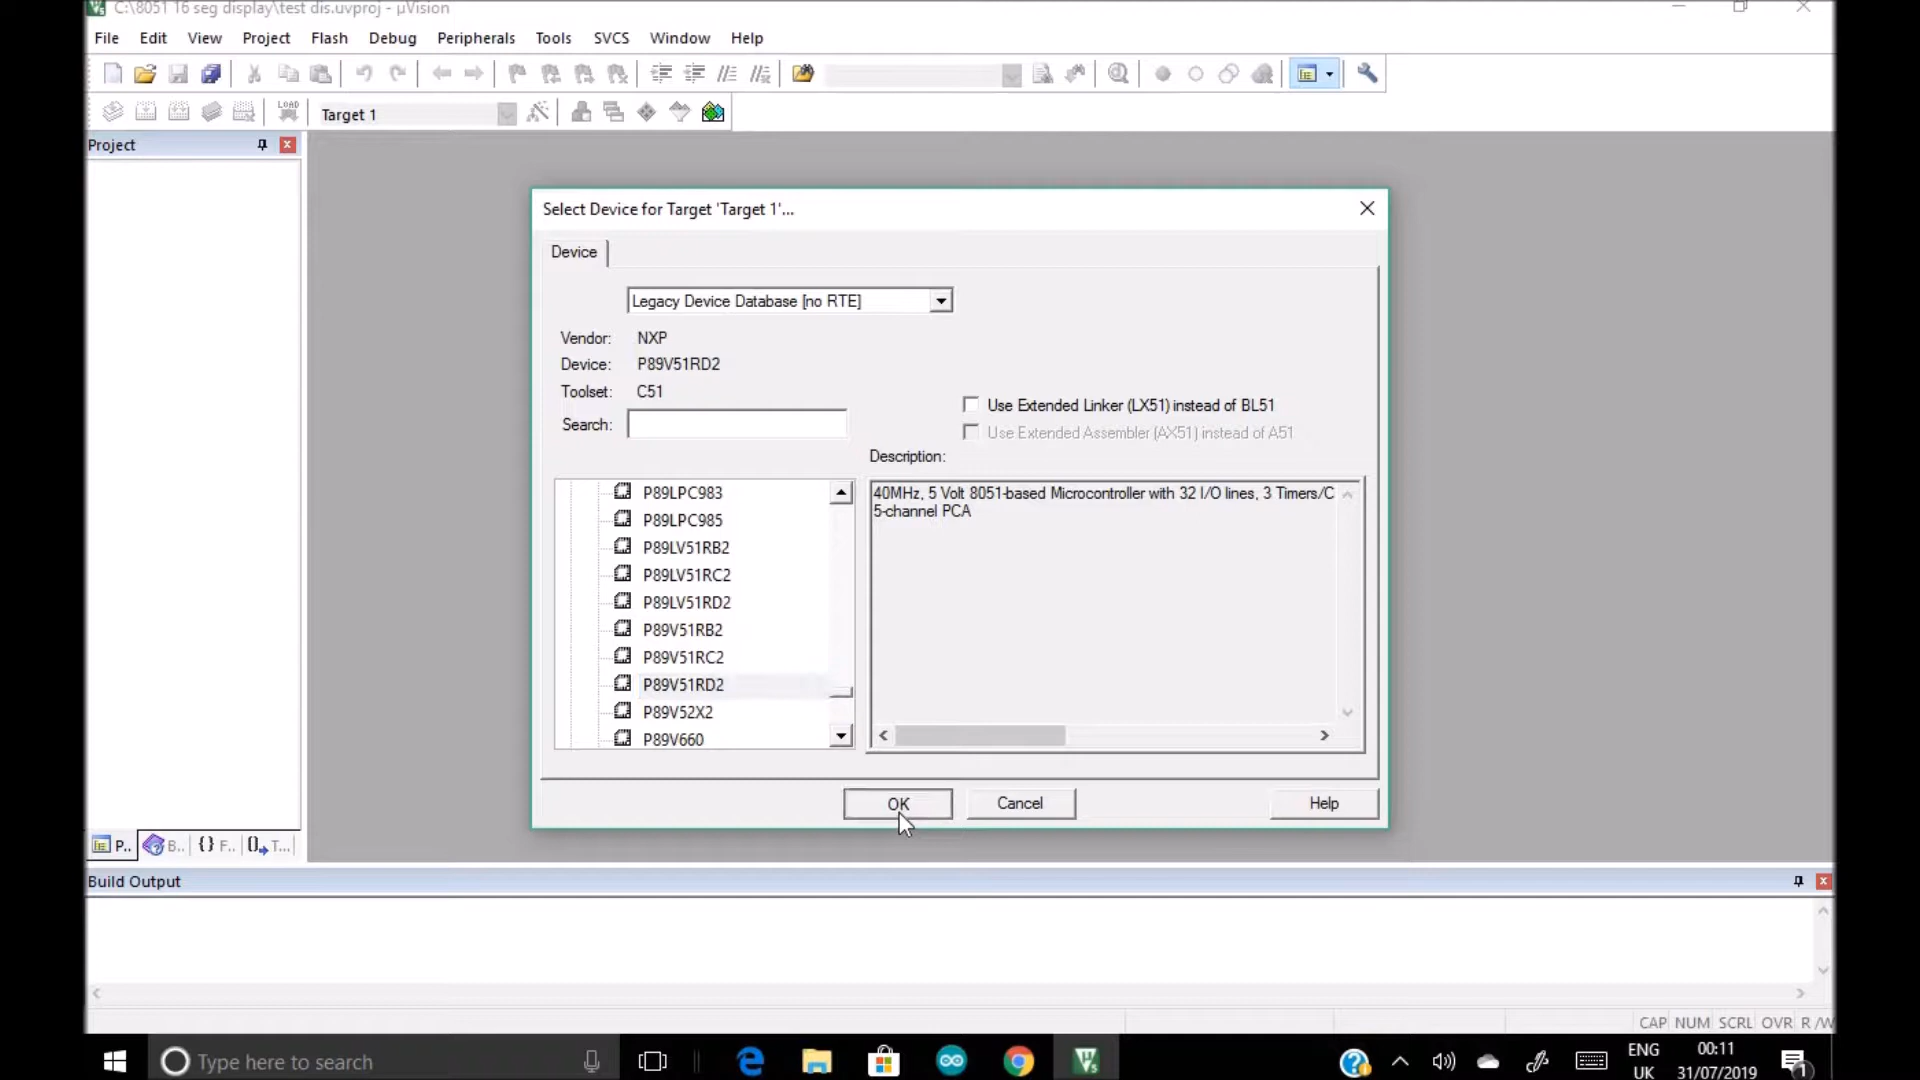 C:\8051 16 seg display\test dis.uvproj - µVision
File Edit View Project Flash Debug Peripherals Tools SVCS Window Help
LOAD Target 1
Project
Select Device for Target 'Target 1'...
Device
Legacy Device Database [no RTE]
Vendor: NXP
Device: P89V51RD2
Toolset: C51
Search:
Use Extended Linker (LX51) instead of BL51
Use Extended Assembler (AX51) instead of A51
Description:
P89LPC983
P89LPC985
P89LV51RB2
P89LV51RC2
P89LV51RD2
P89V51RB2
P89V51RC2
P89V51RD2
P89V52X2
P89V660
40MHz, 5 Volt 8051-based Microcontroller with 32 I/O lines, 3 Timers/C
5-channel PCA
OK Cancel Help
P.. B.. {} F.. T...
Build Output
CAP NUM SCRL OVR R/W
Type here to search
ENG
UK
00:11
31/07/2019
1